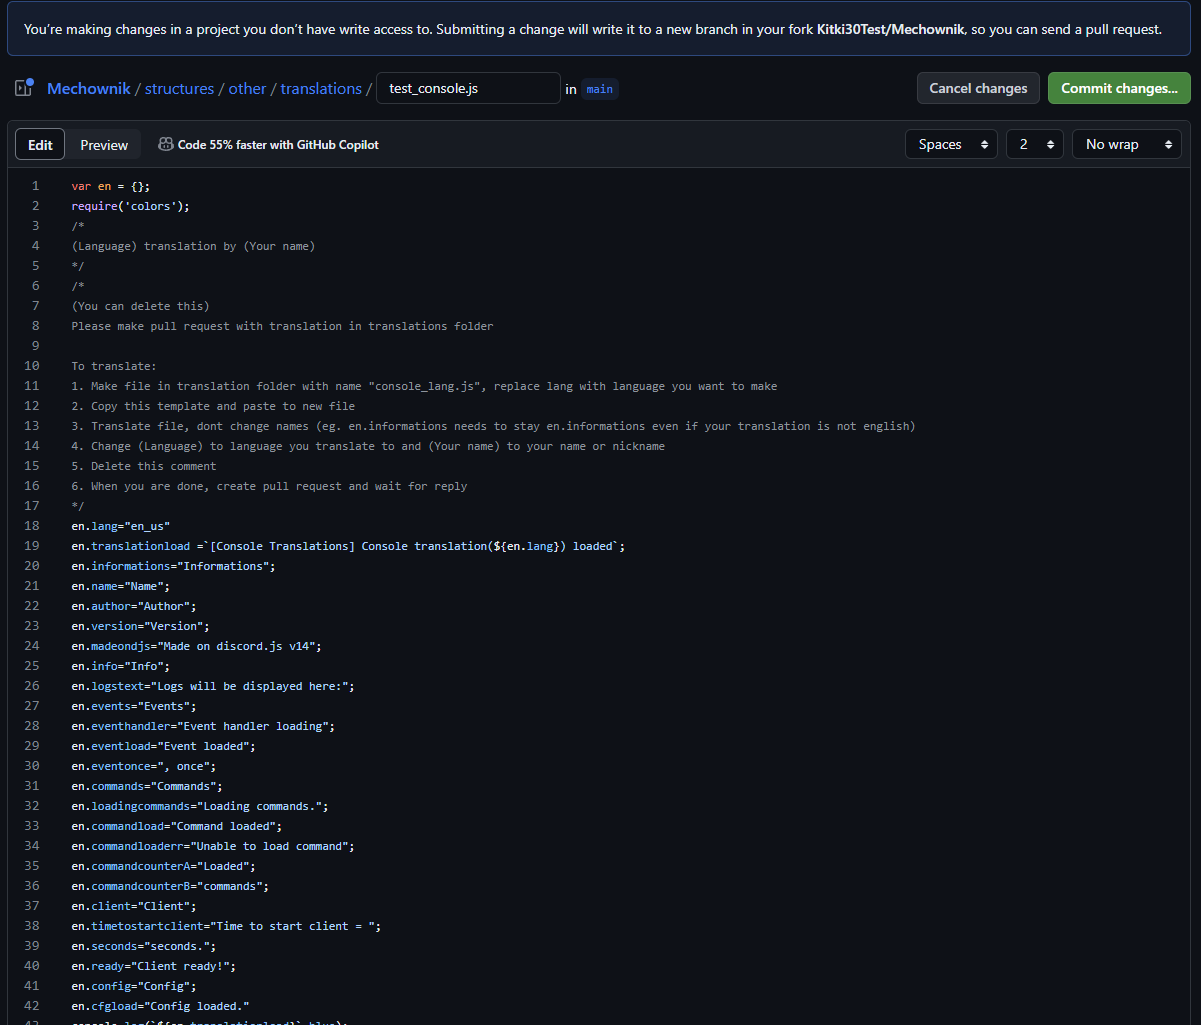 You're making changes in a project you don't have write access to. Submitting a change will write it to a new branch in your fork Kitki30Test/Mechownik, so you can send a pull request.
Mechownik / structures / other / translations / test_console.js in main
Cancel changes
Commit changes...
Edit
Preview
Code 55% faster with GitHub Copilot
Spaces
2
No wrap
1 var en = {};
2 require('colors');
3 /*
4 (Language) translation by (Your name)
5 */
6 /*
7 (You can delete this)
8 Please make pull request with translation in translations folder
9
10 To translate:
11 1. Make file in translation folder with name "console_lang.js", replace lang with language you want to make
12 2. Copy this template and paste to new file
13 3. Translate file, dont change names (eg. en.informations needs to stay en.informations even if your translation is not english)
14 4. Change (Language) to language you translate to and (Your name) to your name or nickname
15 5. Delete this comment
16 6. When you are done, create pull request and wait for reply
17 */
18 en.lang="en_us"
19 en.translationload =`[Console Translations] Console translation(${en.lang}) loaded`;
20 en.informations="Informations";
21 en.name="Name";
22 en.author="Author";
23 en.version="Version";
24 en.madeondjs="Made on discord.js v14";
25 en.info="Info";
26 en.logstext="Logs will be displayed here:";
27 en.events="Events";
28 en.eventhandler="Event handler loading";
29 en.eventload="Event loaded";
30 en.eventonce=", once";
31 en.commands="Commands";
32 en.loadingcommands="Loading commands.";
33 en.commandload="Command loaded";
34 en.commandloaderr="Unable to load command";
35 en.commandcounterA="Loaded";
36 en.commandcounterB="commands";
37 en.client="Client";
38 en.timetostartclient="Time to start client = ";
39 en.seconds="seconds.";
40 en.ready="Client ready!";
41 en.config="Config";
42 en.cfgload="Config loaded."
43 console.log(`${en.translationload}`.blue);